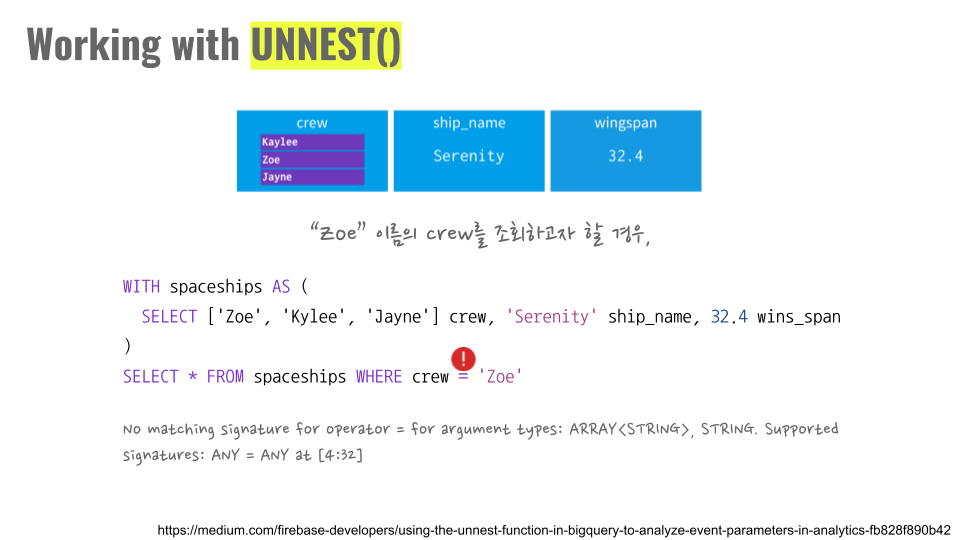 Working with UNNEST()
crew ship_name wingspan
Kaylee
Zoe Serenity 32.4
Jayne
“Zoe” 이름의 crew를 조회하고자 할 경우,
WITH spaceships AS (
SELECT ['Zoe', 'Kylee', 'Jayne'] crew, 'Serenity' ship_name, 32.4 wins_span
)
!
SELECT * FROM spaceships WHERE crew = 'Zoe'
No matching signature for operator = for argument types: ARRAY<STRING>, STRING. Supported
signatures: ANY = ANY at [4:32]
https://medium.com/firebase-developers/using-the-unnest-function-in-bigquery-to-analyze-event-parameters-in-analytics-fb828f890b42